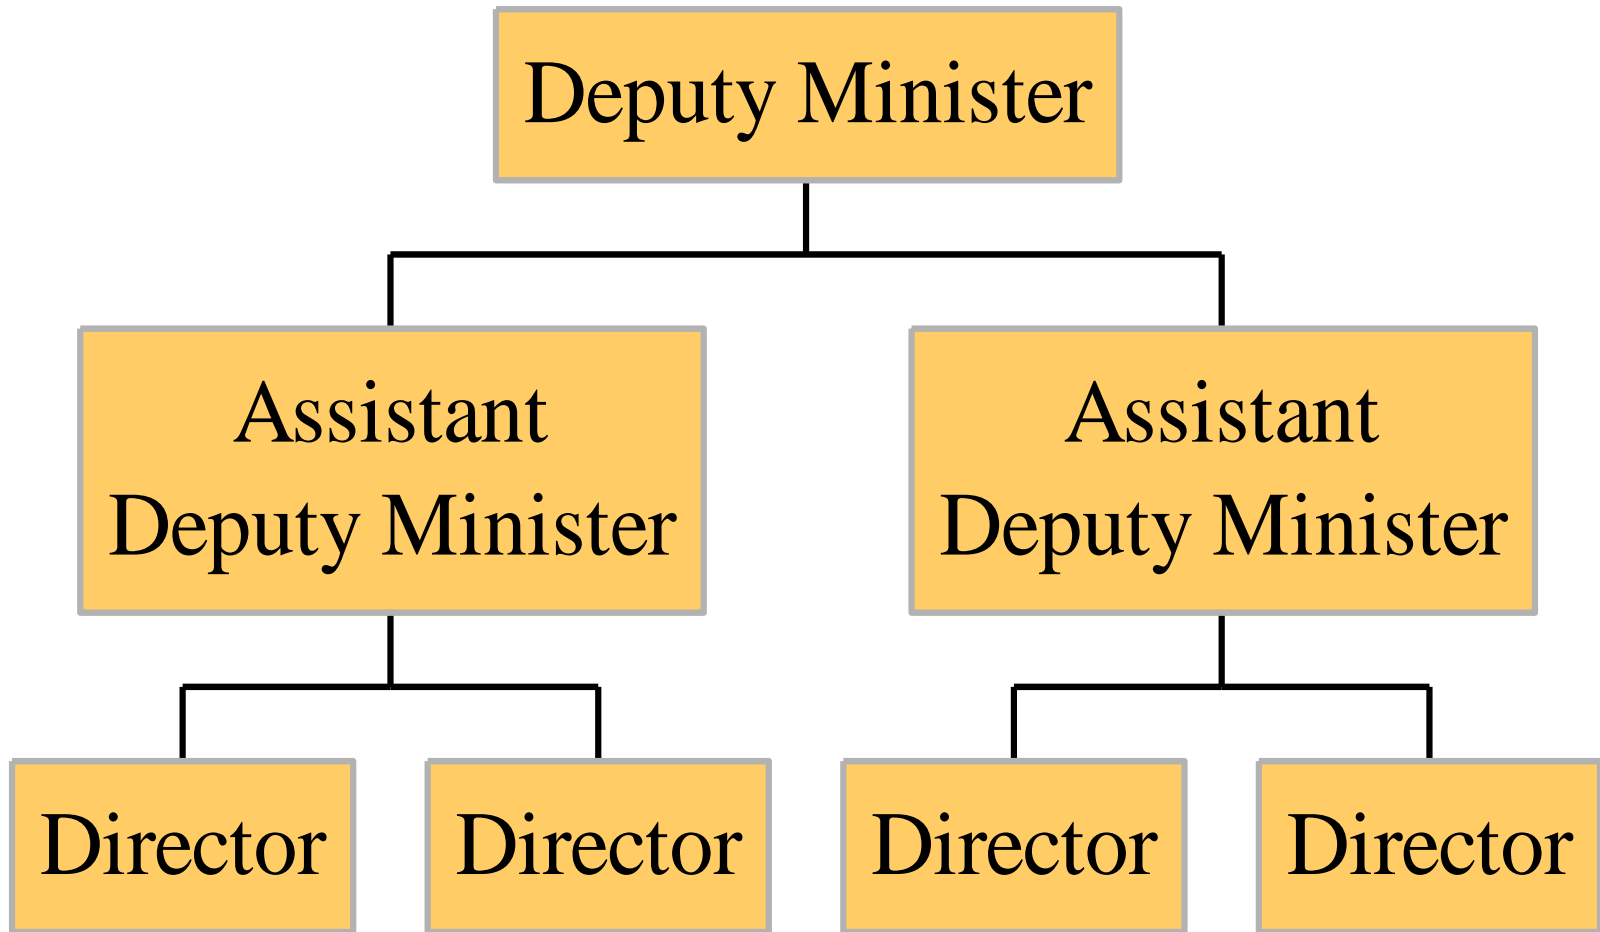 Deputy Minister
Assistant
Deputy Minister
Assistant
Deputy Minister
Director
Director
Director
Director